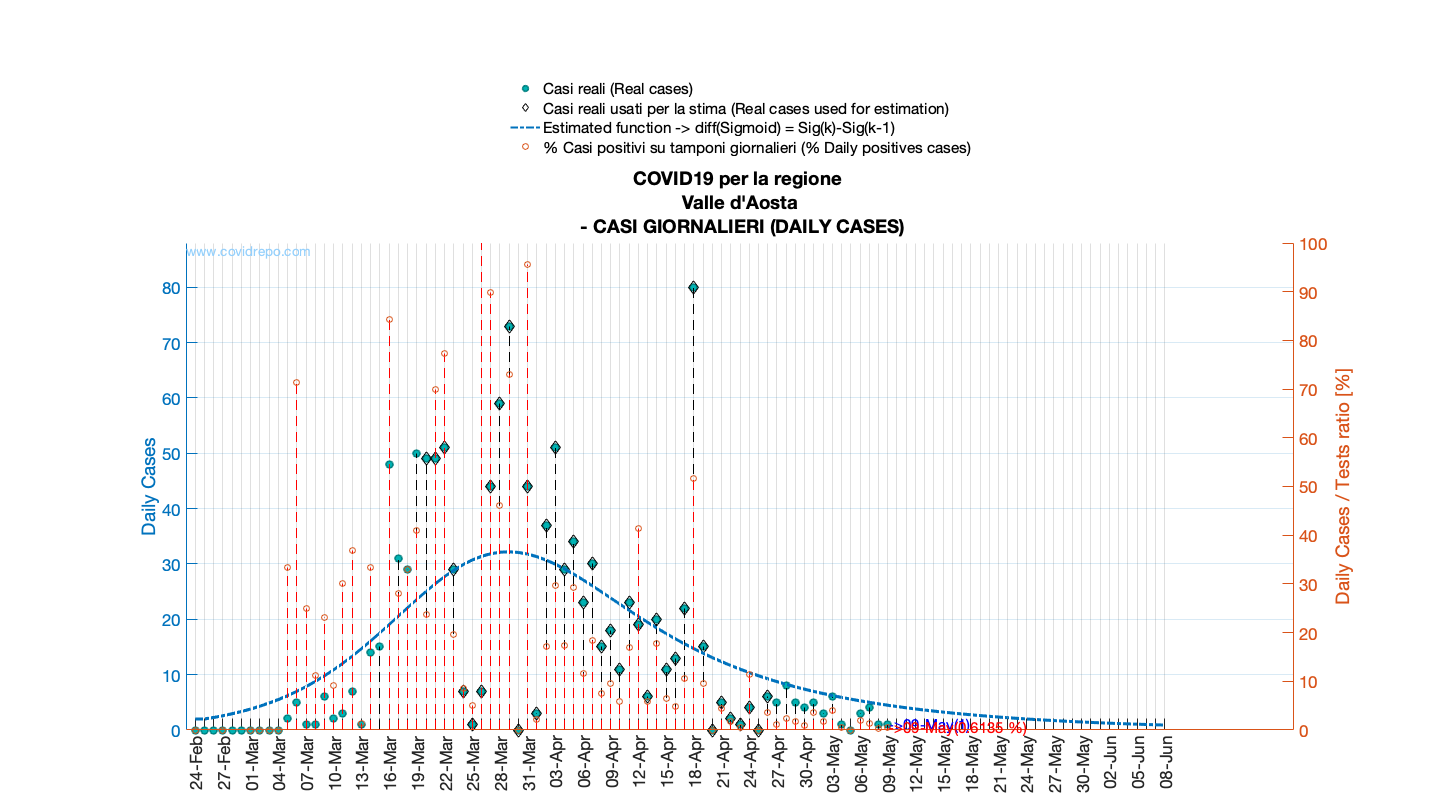 Casi reali (Real cases)
Casi reali usati per la stima (Real cases used for estimation)
Estimated function -> diff(Sigmoid) = Sig(k)-Sig(k-1)
% Casi positivi su tamponi giornalieri (% Daily positives cases)
COVID19 per la regione
Valle d'Aosta
- CASI GIORNALIERI (DAILY CASES)
www.covidrepo.com
Daily Cases
80
70
60
50
40
30
20
10
0
100
90
80
70
60
50
40
30
20
10
0
Daily Cases / Tests ratio [%]
->09-May(1)
->09-May(0.6135 %)
24-Feb
27-Feb
01-Mar
04-Mar
07-Mar
10-Mar
13-Mar
16-Mar
19-Mar
22-Mar
25-Mar
28-Mar
31-Mar
03-Apr
06-Apr
09-Apr
12-Apr
15-Apr
18-Apr
21-Apr
24-Apr
27-Apr
30-Apr
03-May
06-May
09-May
12-May
15-May
18-May
21-May
24-May
27-May
30-May
02-Jun
05-Jun
08-Jun